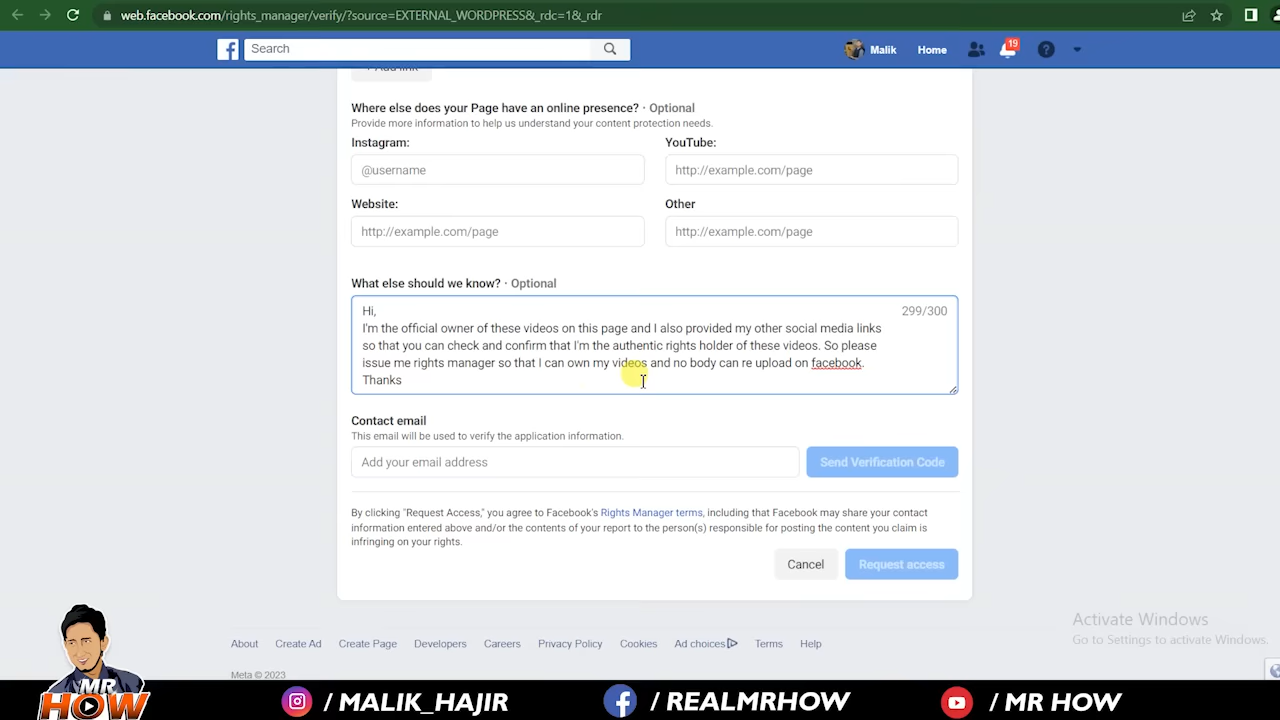 web.facebook.com/rights_manager/verify/?source=EXTERNAL_WORDPRESS&_rdc=1&_rdr
Search
Malik
Home
19
+ Add link
Where else does your Page have an online presence? · Optional
Provide more information to help us understand your content protection needs.
Instagram:
YouTube:
@username
http://example.com/page
Website:
Other
http://example.com/page
http://example.com/page
What else should we know? · Optional
Hi,
299/300
I'm the official owner of these videos on this page and I also provided my other social media links
so that you can check and confirm that I'm the authentic rights holder of these videos. So please
issue me rights manager so that I can own my videos and no body can re upload on facebook.
Thanks
Contact email
This email will be used to verify the application information.
Add your email address
Send Verification Code
By clicking "Request Access," you agree to Facebook's Rights Manager terms, including that Facebook may share your contact
information entered above and/or the contents of your report to the person(s) responsible for posting the content you claim is
infringing on your rights.
Cancel
Request access
Activate Windows
Go to Settings to activate Windows.
About
Create Ad
Create Page
Developers
Careers
Privacy Policy
Cookies
Ad choices
Terms
Help
Meta © 2023
MR
HOW
/ MALIK_HAJIR
/ REALMRHOW
/ MR HOW